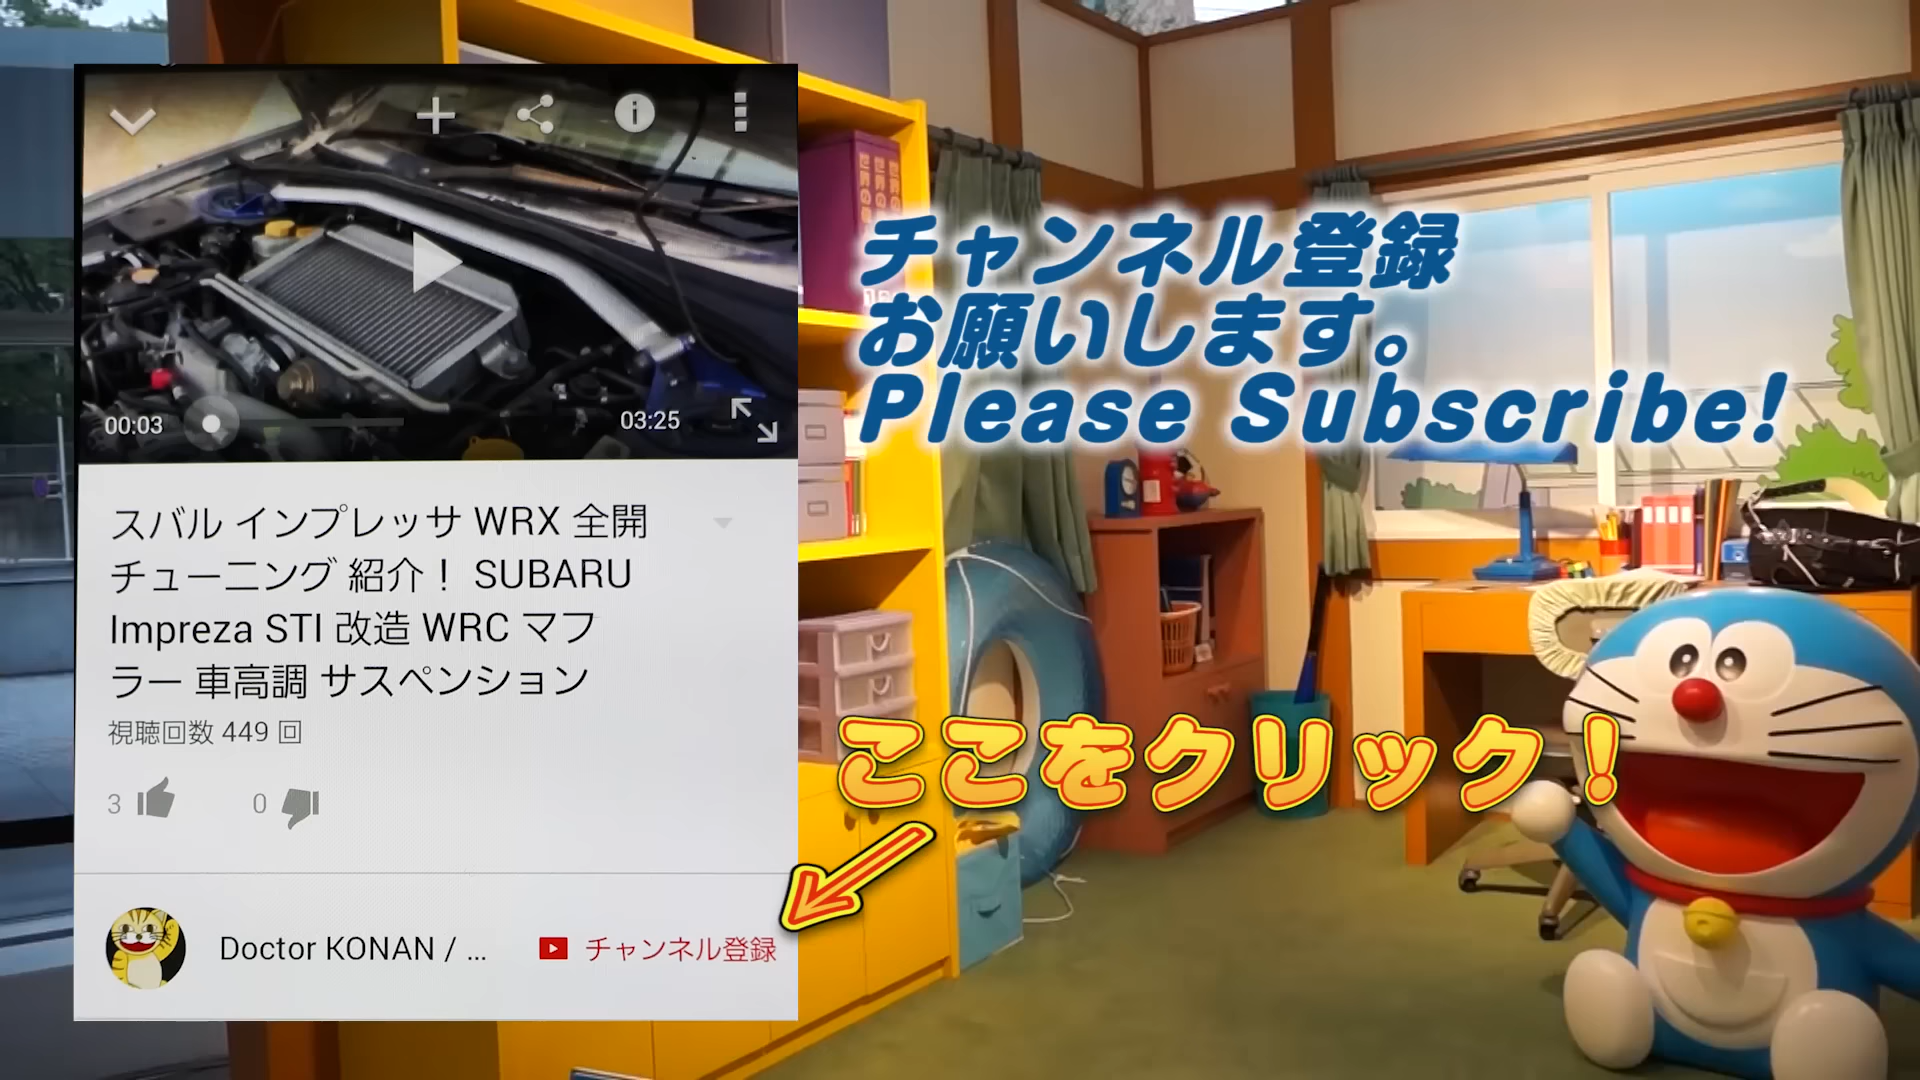 00:03
03:25
スバル インプレッサ WRX 全開
チューニング 紹介！ SUBARU
Impreza STI 改造 WRC マフ
ラー 車高調 サスペンション
視聴回数 449 回
3
0
Doctor KONAN / ...
チャンネル登録
チャンネル登録
お願いします。
Please Subscribe!
ここをクリック！